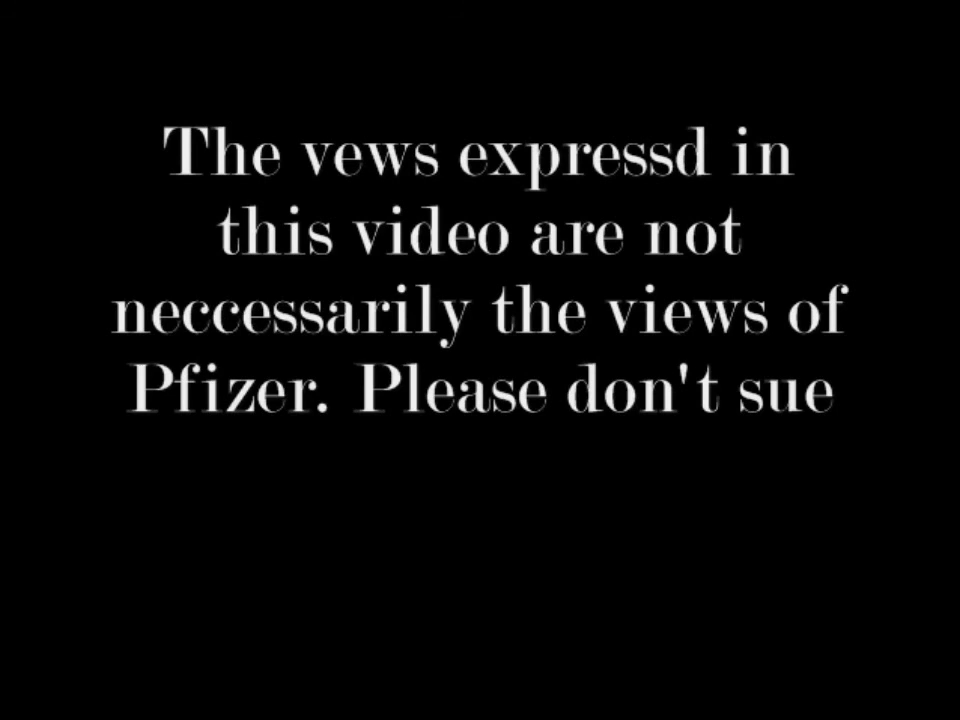 The vews expressd in
this video are not
neccessarily the views of
Pfizer. Please don't sue